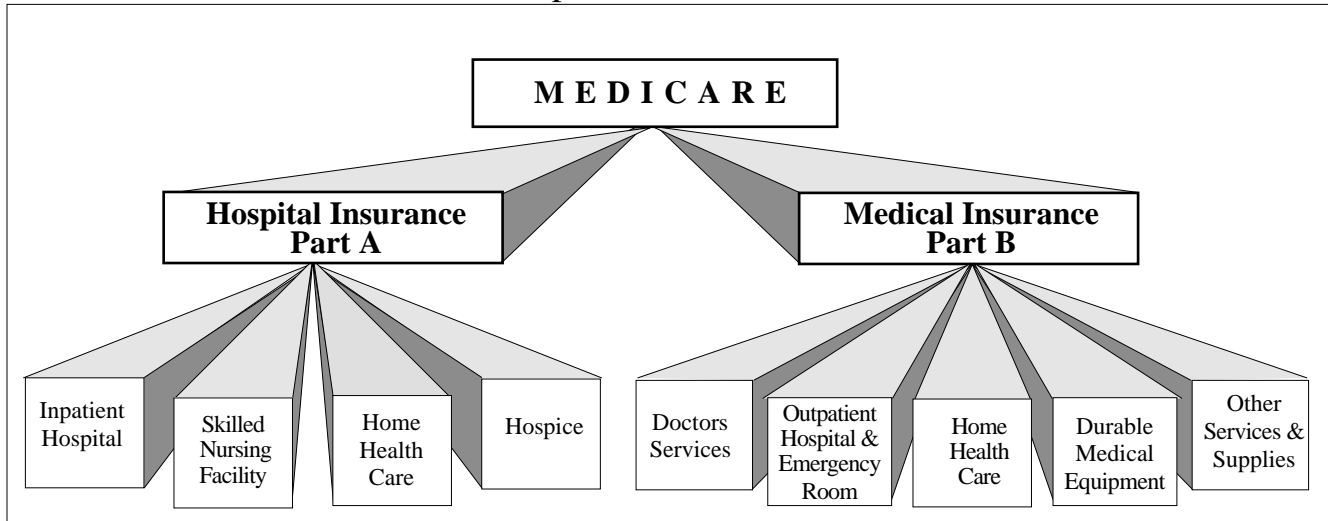 M E D I C A R E
Hospital Insurance
Part A
Medical Insurance
Part B
Inpatient
Hospital
Skilled
Nursing
Facility
Home
Health
Care
Hospice
Doctors
Services
Outpatient
Hospital &
Emergency
Room
Home
Health
Care
Durable
Medical
Equipment
Other
Services &
Supplies